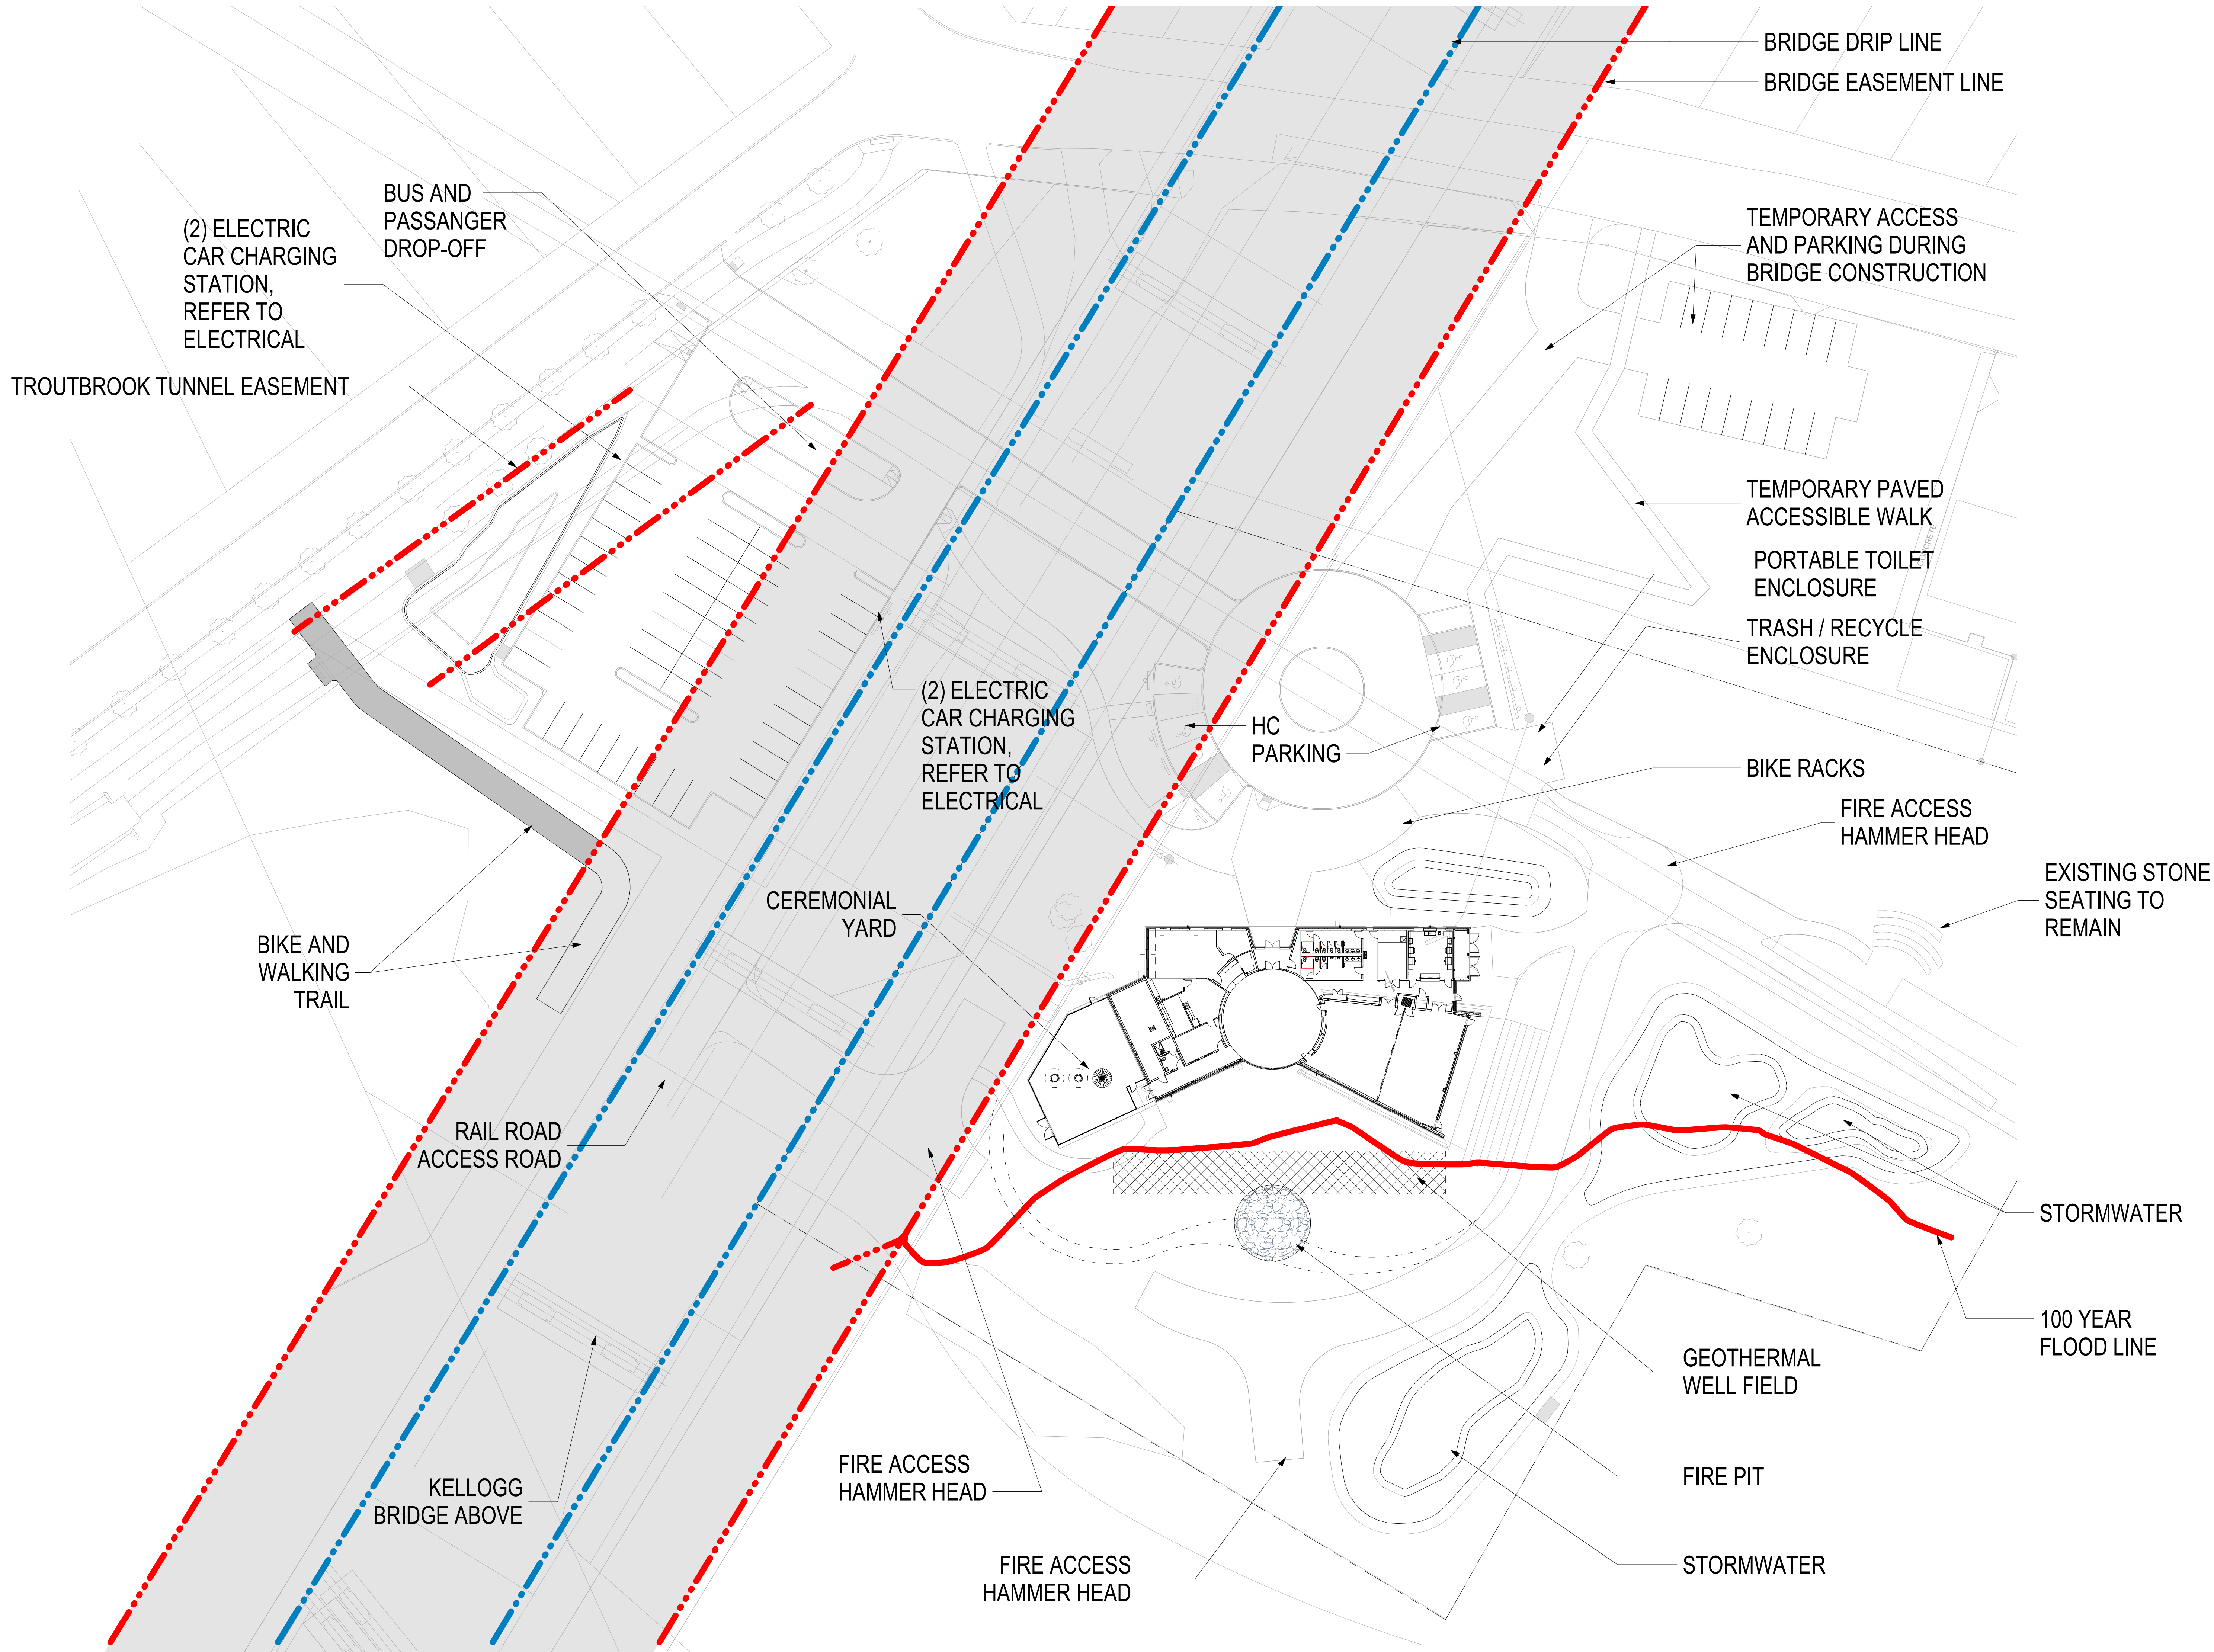 BRIDGE DRIP LINE
BRIDGE EASEMENT LINE
BUS AND
PASSANGER
DROP-OFF
(2) ELECTRIC
CAR CHARGING
STATION,
REFER TO
ELECTRICAL
TROUTBROOK TUNNEL EASEMENT
TEMPORARY ACCESS
AND PARKING DURING
BRIDGE CONSTRUCTION
TEMPORARY PAVED
ACCESSIBLE WALK
PORTABLE TOILET
ENCLOSURE
TRASH / RECYCLE
ENCLOSURE
(2) ELECTRIC
CAR CHARGING
STATION,
REFER TO
ELECTRICAL
HC
PARKING
BIKE RACKS
FIRE ACCESS
HAMMER HEAD
EXISTING STONE
SEATING TO
REMAIN
CEREMONIAL
YARD
BIKE AND
WALKING
TRAIL
RAIL ROAD
ACCESS ROAD
STORMWATER
100 YEAR
FLOOD LINE
GEOTHERMAL
WELL FIELD
FIRE ACCESS
HAMMER HEAD
KELLOGG
BRIDGE ABOVE
FIRE PIT
FIRE ACCESS
HAMMER HEAD
STORMWATER